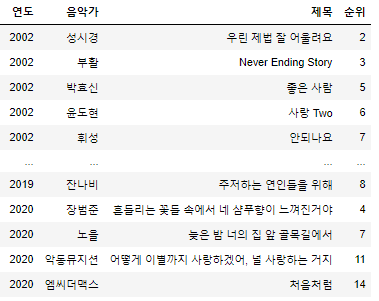 연도 음악가 제목 순위
2002 성시경 우린 제법 잘 어울려요 2
2002 부활 Never Ending Story 3
2002 박효신 좋은 사람 5
2002 윤도현 사랑 Two 6
2002 휘성 안되나요 7
... ... ... ...
2019 잔나비 주저하는 연인들을 위해 8
2020 장범준 흔들리는 꽃들 속에서 네 샴푸향이 느껴진거야 4
2020 노을 늦은 밤 너의 집 앞 골목길에서 7
2020 악동뮤지션 어떻게 이별까지 사랑하겠어, 널 사랑하는 거지 11
2020 엠씨더맥스 처음처럼 14